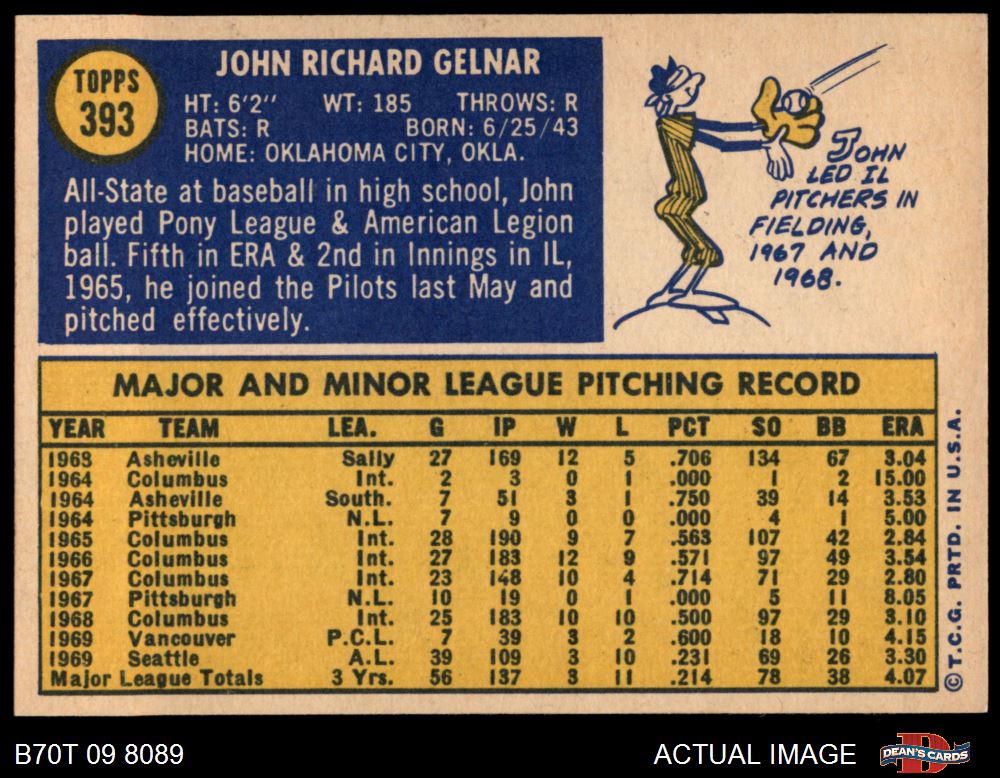 TOPPS
393
JOHN RICHARD GELNAR
HT: 6'2" WT: 185 THROWS: R
BATS: R BORN: 6/25/43
HOME: OKLAHOMA CITY, OKLA.
All-State at baseball in high school, John
played Pony League & American Legion
ball. Fifth in ERA & 2nd in Innings in IL,
1965, he joined the Pilots last May and
pitched effectively.
JOHN
LED IL
PITCHERS IN
FIELDING,
1967 AND
1968.
MAJOR AND MINOR LEAGUE PITCHING RECORD
YEAR TEAM LEA. G IP W L PCT SO BB ERA
1963 Asheville Sally 27 169 12 5 .706 134 67 3.04
1964 Columbus Int. 2 3 0 1 .000 1 2 15.00
1964 Asheville South. 7 51 3 1 .750 39 14 3.53
1964 Pittsburgh N.L. 7 9 0 0 .000 4 1 5.00
1965 Columbus Int. 28 190 9 7 .563 107 42 2.84
1966 Columbus Int. 27 183 12 9 .571 97 49 3.54
1967 Columbus Int. 23 148 10 4 .714 71 29 2.80
1967 Pittsburgh N.L. 10 19 0 1 .000 5 11 8.05
1968 Columbus Int. 25 183 10 10 .500 97 29 3.10
1969 Vancouver P.C.L. 7 39 3 2 .600 18 10 4.15
1969 Seattle A.L. 39 109 3 10 .231 69 26 3.30
Major League Totals 3 Yrs. 56 137 3 11 .214 78 38 4.07
© T.C.G. PRTD. IN U.S.A.
B70T 09 8089
ACTUAL IMAGE
DEAN'S CARDS